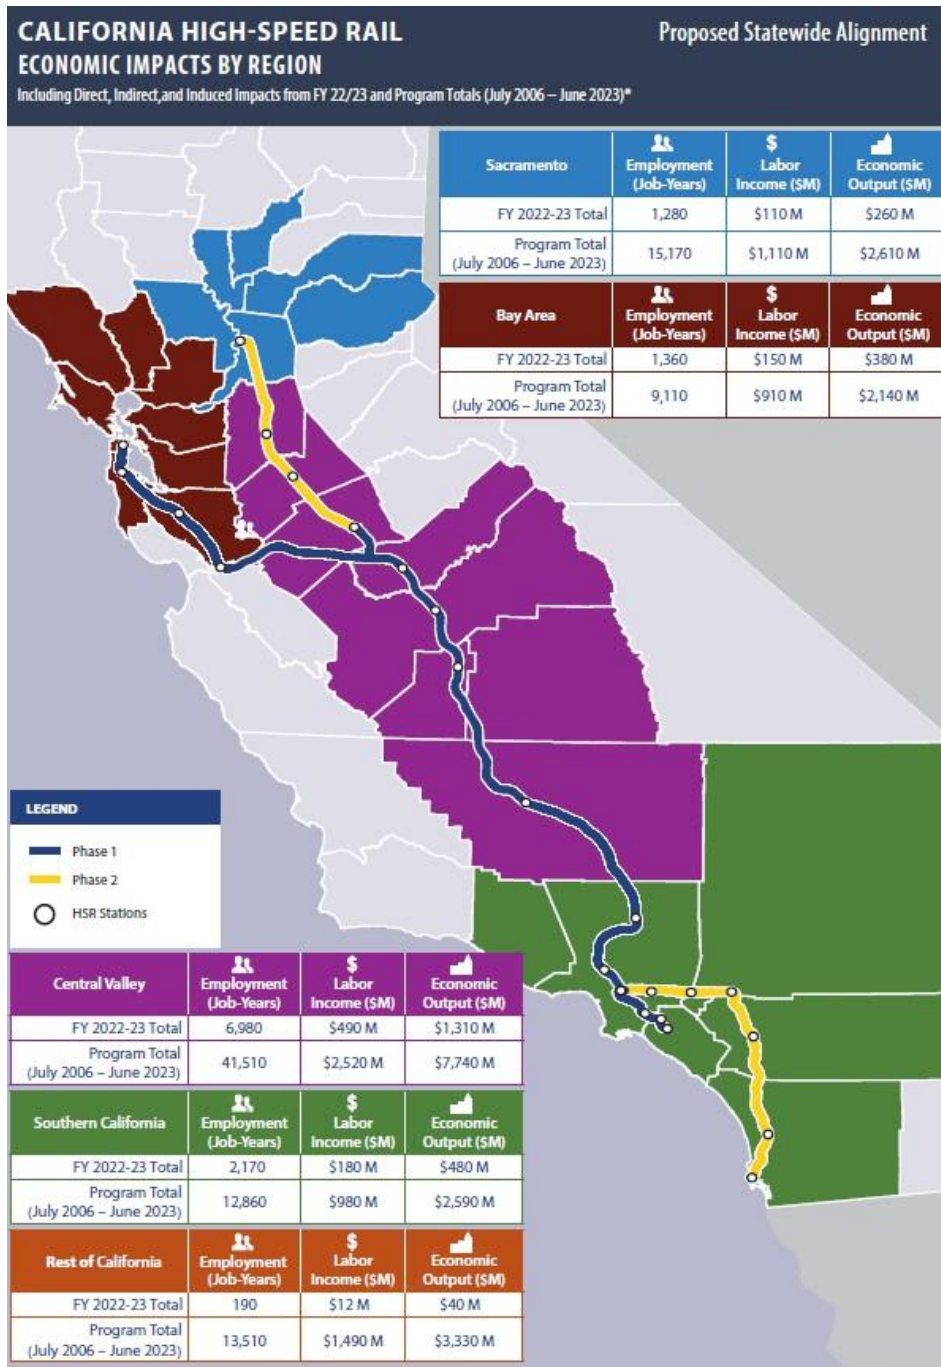 CALIFORNIA HIGH-SPEED RAIL
Proposed Statewide Alignment
ECONOMIC IMPACTS BY REGION
Including Direct, Indirect,and Induced Impacts from FY 22/23 and Program Totals (July 2006 – June 2023)*
Sacramento
Employment
(Job-Years)
$
Labor
Income ($M)
Economic
Output ($M)
FY 2022-23 Total
1,280
$110 M
$260 M
Program Total
(July 2006 – June 2023)
15,170
$1,110 M
$2,610 M
Bay Area
Employment
(Job-Years)
$
Labor
Income ($M)
Economic
Output ($M)
FY 2022-23 Total
1,360
$150 M
$380 M
Program Total
(July 2006 – June 2023)
9,110
$910 M
$2,140 M
LEGEND
Phase 1
Phase 2
HSR Stations
Central Valley
Employment
(Job-Years)
$
Labor
Income ($M)
Economic
Output ($M)
FY 2022-23 Total
6,980
$490 M
$1,310 M
Program Total
(July 2006 – June 2023)
41,510
$2,520 M
$7,740 M
Southern California
Employment
(Job-Years)
$
Labor
Income ($M)
Economic
Output ($M)
FY 2022-23 Total
2,170
$180 M
$480 M
Program Total
(July 2006 – June 2023)
12,860
$980 M
$2,590 M
Rest of California
Employment
(Job-Years)
$
Labor
Income ($M)
Economic
Output ($M)
FY 2022-23 Total
190
$12 M
$40 M
Program Total
(July 2006 – June 2023)
13,510
$1,490 M
$3,330 M